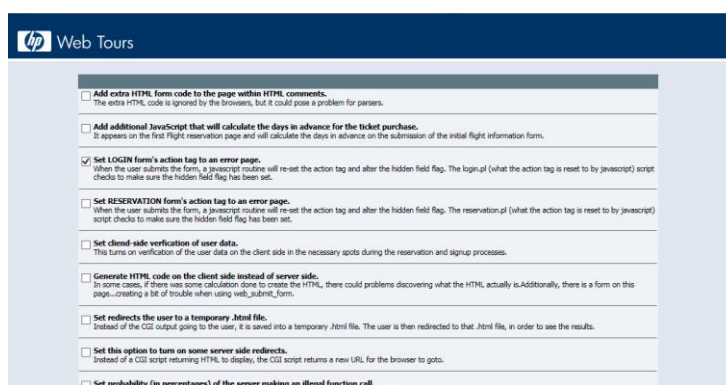 hp Web Tours
Add extra HTML form code to the page within HTML comments.
The extra HTML code is ignored by the browsers, but it could pose a problem for parsers.
Add additional JavaScript that will calculate the days in advance for the ticket purchase.
It appears on the first Flight reservation page and will calculate the days in advance on the submission of the initial flight information form.
Set LOGIN form's action tag to an error page.
When the user submits the form, a javascript routine will re-set the action tag and alter the hidden field flag. The login.pl (what the action tag is reset to by javascript) script
checks to make sure the hidden field flag has been set.
Set RESERVATION form's action tag to an error page.
When the user submits the form, a javascript routine will re-set the action tag and alter the hidden field flag. The reservation.pl (what the action tag is reset to by javascript)
script checks to make sure the hidden field flag has been set.
Set cliend-side verfication of user data.
This turns on verification of the user data on the client side in the necessary spots during the reservation and signup processes.
Generate HTML code on the client side instead of server side.
In some cases, if there was some calculation done to create the HTML, there could problems discovering what the HTML actually is.Additionally, there is a form on this
page...creating a bit of trouble when using web_submit_form.
Set redirects the user to a temporary .html file.
Instead of the CGI output going to the user, it is saved into a temporary .html file. The user is then redirected to that .html file, in order to see the results.
Set this option to turn on some server side redirects.
Instead of a CGI script returning HTML to display, the CGI script returns a new URL for the browser to goto.
Set probability (in percentages) of the server making an illegal function call.